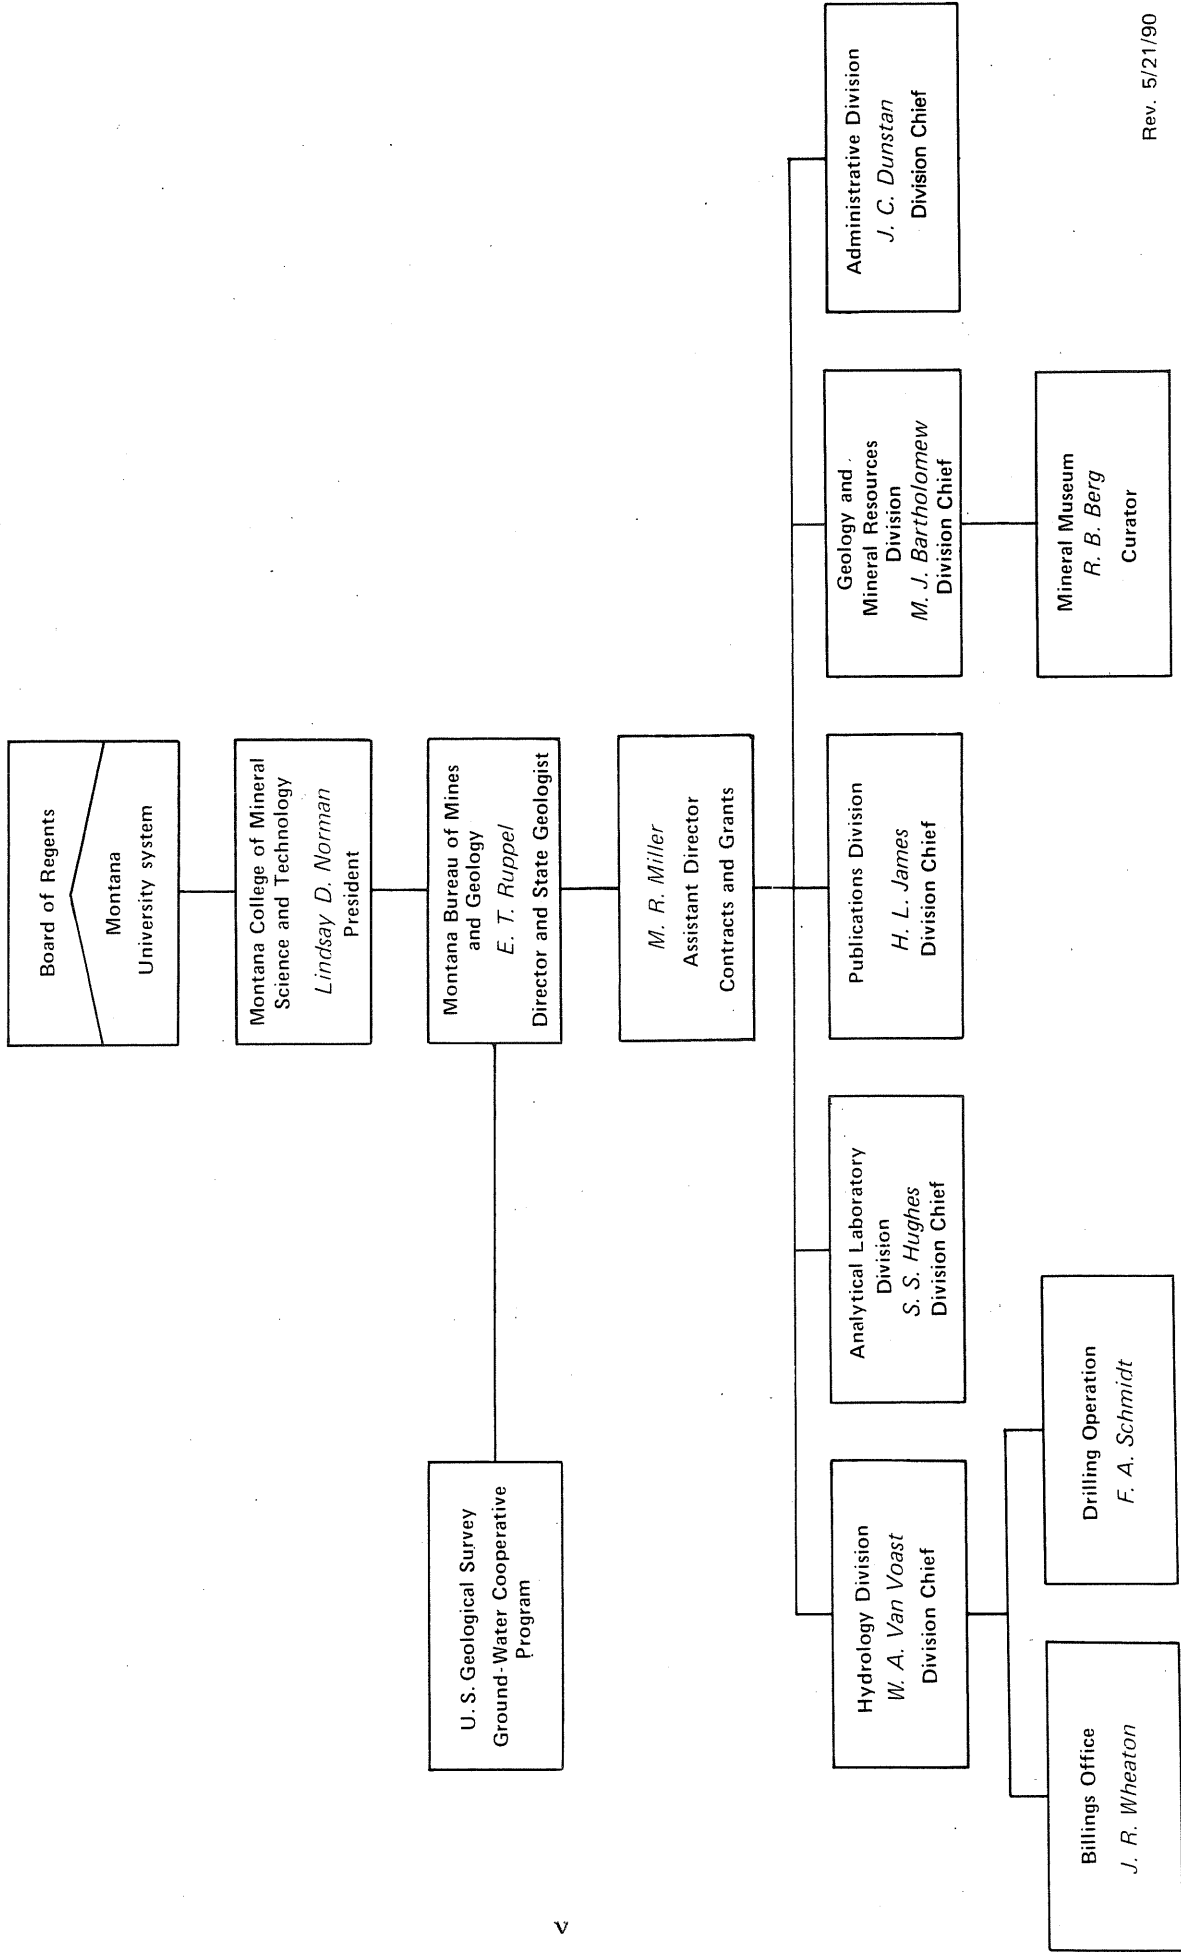 Board of Regents
Montana
University system
Montana College of Mineral
Science and Technology
Lindsay D. Norman
President
Montana Bureau of Mines
and Geology
E. T. Ruppel
Director and State Geologist
U.S. Geological Survey
Ground-Water Cooperative
Program
M. R. Miller
Assistant Director
Contracts and Grants
Hydrology Division
W. A. Van Voast
Division Chief
Analytical Laboratory
Division
S. S. Hughes
Division Chief
Publications Division
H. L. James
Division Chief
Geology and
Mineral Resources
Division
M. J. Bartholomew
Division Chief
Administrative Division
J. C. Dunstan
Division Chief
Billings Office
J. R. Wheaton
Drilling Operation
F. A. Schmidt
Mineral Museum
R. B. Berg
Curator
Rev. 5/21/90
v